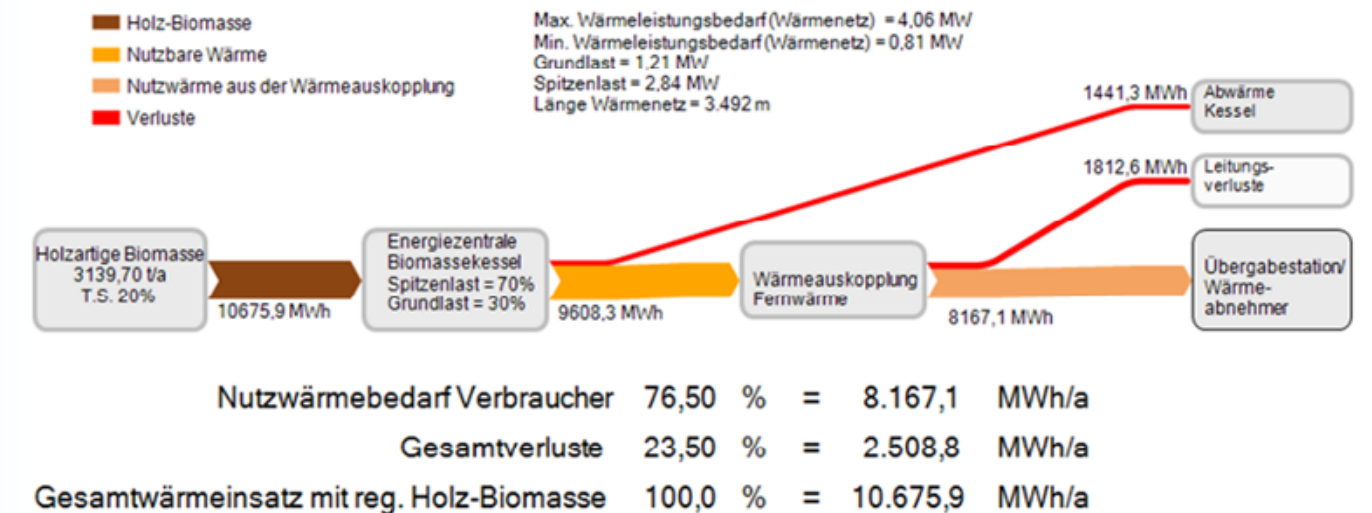 Holz-Biomasse
Nutzbare Wärme
Nutzwärme aus der Wärmeauskopplung
Verluste
Max. Wärmeleistungsbedarf (Wärmenetz) = 4,06 MW
Min. Wärmeleistungsbedarf (Wärmenetz) = 0,81 MW
Grundlast = 1,21 MW
Spitzenlast = 2,84 MW
Länge Wärmenetz = 3.492 m
1441,3 MWh
Abwärme
Kessel
1812,6 MWh
Leitungs-
verluste
Holzartige Biomasse
3139,70 t/a
T.S. 20%
10675,9 MWh
Energiezentrale
Biomassekessel
Spitzenlast = 70%
Grundlast = 30%
9608,3 MWh
Wärmeauskopplung
Fernwärme
8167,1 MWh
Übergabestation/
Wärme-
abnehmer
Nutzwärmebedarf Verbraucher 76,50 % = 8.167,1 MWh/a
Gesamtverluste 23,50 % = 2.508,8 MWh/a
Gesamtwärmeinsatz mit reg. Holz-Biomasse 100,0 % = 10.675,9 MWh/a